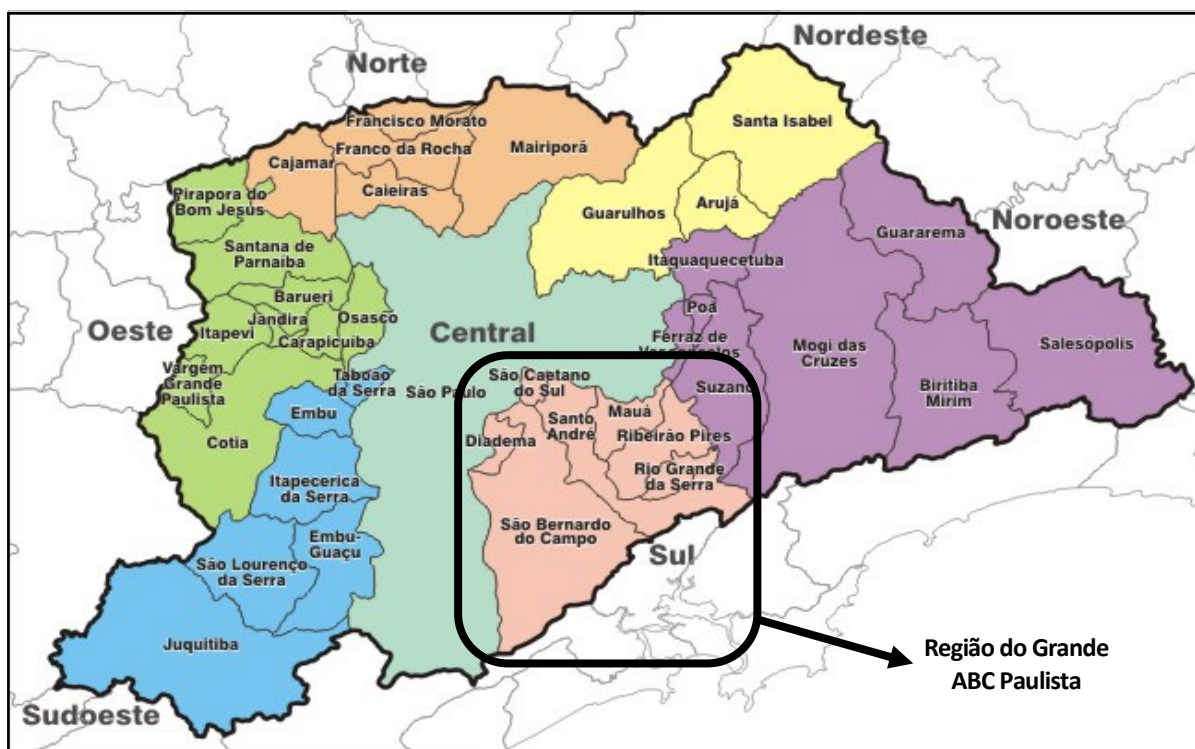 Nordeste
Norte
Francisco Morato
Santa Isabel
Franco da Rocha
Mairiporã
Cajamar
Caieiras
Pirapora do
Bom Jesus
Arujá
Guarulhos
Noroeste
Guararema
Santana de
Parnaiba
Itaquaquecetuba
Barueri
Poá
Oeste
Itapevi
Jandira
Osasco
Central
Carapicuiba
Ferraz de
Vasconcelos
Mogi das
Cruzes
Salesópolis
Vargem
Grande
Paulista
Taboão
da Serra
São Paulo
São Caetano
do Sul
Suzano
Biritiba
Mirim
Embu
Mauá
Santo
André
Diadema
Ribeirão Pires
Cotia
Rio Grande
da Serra
Itapecerica
da Serra
São Bernardo
do Campo
Embu-
Guaçu
Sul
São Lourenço
da Serra
Juquitiba
Região do Grande
ABC Paulista
Sudoeste